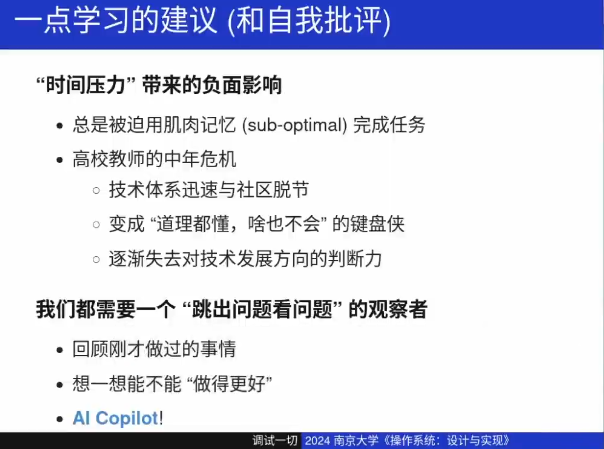 一点学习的建议 (和自我批评)
“时间压力” 带来的负面影响
• 总是被迫用肌肉记忆 (sub-optimal) 完成任务
• 高校教师的中年危机
○ 技术体系迅速与社区脱节
○ 变成 “道理都懂，啥也不会” 的键盘侠
○ 逐渐失去对技术发展方向的判断力
我们都需要一个 “跳出问题看问题” 的观察者
• 回顾刚才做过的事情
• 想一想能不能 “做得更好”
• AI Copilot!
调试一切 2024 南京大学《操作系统：设计与实现》